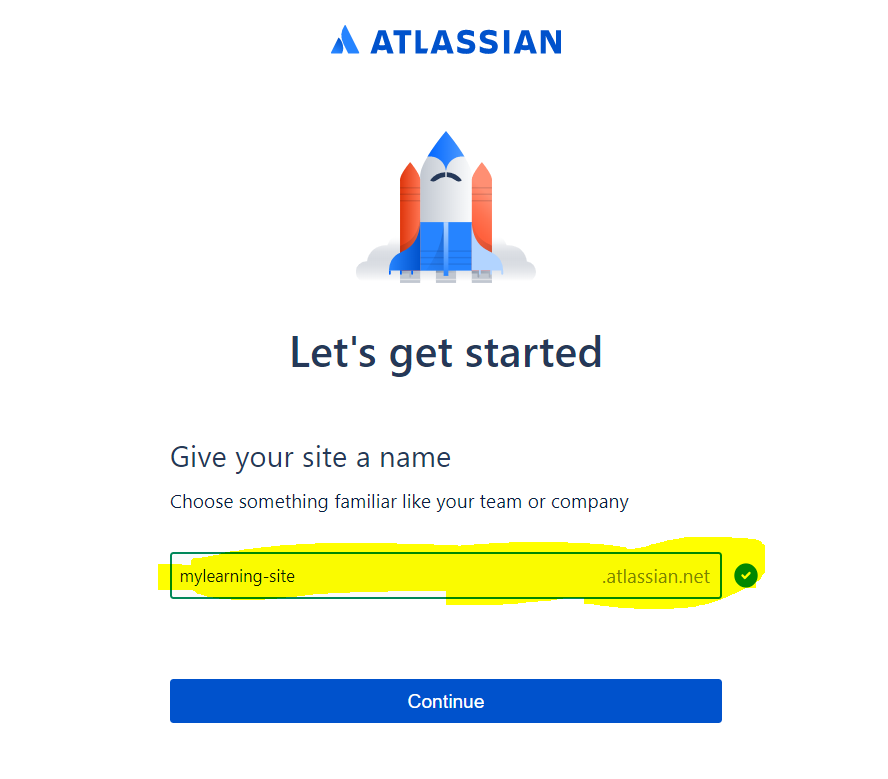 ATLASSIAN
Let's get started
Give your site a name
Choose something familiar like your team or company
mylearning-site .atlassian.net
Continue